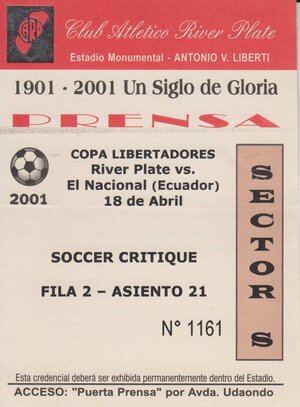 Club Atletico River Plate
Estadio Monumental - ANTONIO V. LIBERTI
1901 - 2001 Un Siglo de Gloria
PRENSA
COPA LIBERTADORES
River Plate vs.
El Nacional (Ecuador)
18 de Abril
2001
SECTOR S
SOCCER CRITIQUE
FILA 2 – ASIENTO 21
N° 1161
Esta credencial deberá ser exhibida permanentemente dentro del Estadio.
ACCESO: "Puerta Prensa" por Avda. Udaondo